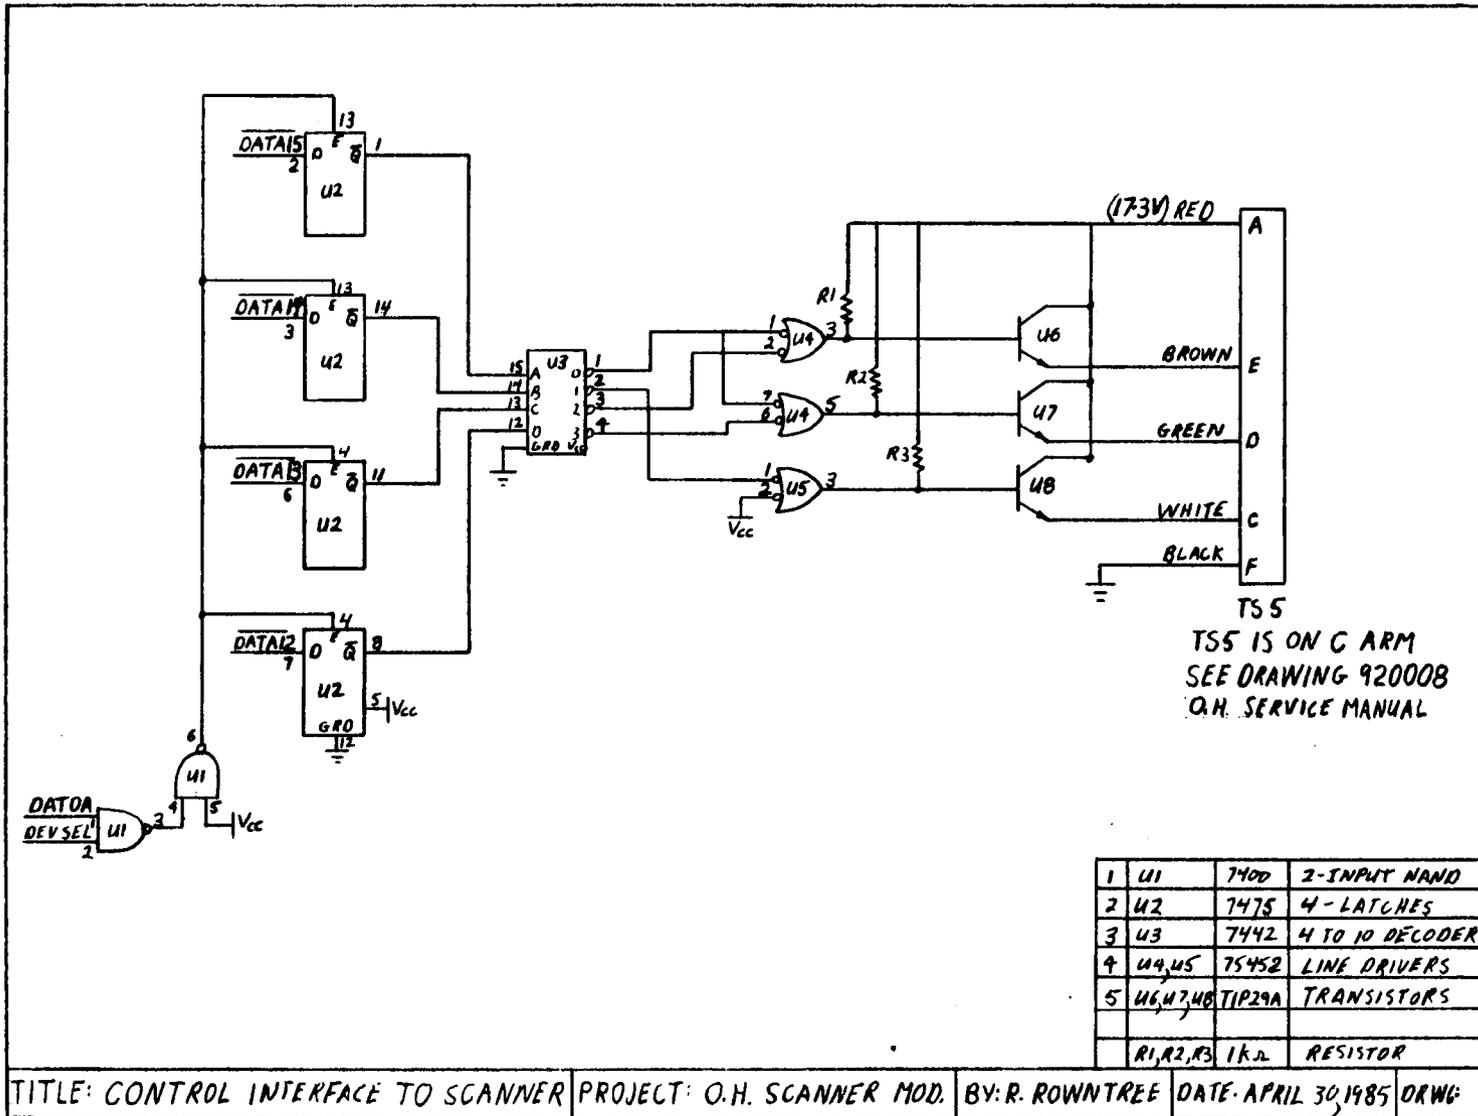 13
DATA15
2
D
E
Q
1
U2
13
DATA14
3
D
E
Q
14
U2
4
DATA13
6
D
E
Q
11
U2
4
DATA12
7
D
E
Q
8
U2
5
Vcc
GRD
12
6
U1
4
5
Vcc
DATOA
DEVSEL
1
2
U1
3
U3
15
A
14
B
13
C
12
D
GRD
0
1
1
2
2
3
3
4
1
2
U4
3
7
6
U4
5
1
2
U5
3
Vcc
R1
R2
R3
U6
U7
U8
(17.3V) RED
A
BROWN
E
GREEN
D
WHITE
C
BLACK
F
TS5
TS5 IS ON C ARM
SEE DRAWING 920008
O.H. SERVICE MANUAL
1 U1 7400 2-INPUT NAND
2 U2 7475 4-LATCHES
3 U3 7442 4 TO 10 DECODER
4 U4,U5 75452 LINE DRIVERS
5 U6,U7,U8 TIP29A TRANSISTORS
R1,R2,R3 1kΩ RESISTOR
TITLE: CONTROL INTERFACE TO SCANNER PROJECT: O.H. SCANNER MOD. BY: R. ROWNTREE DATE: APRIL 30, 1985 DRWG: